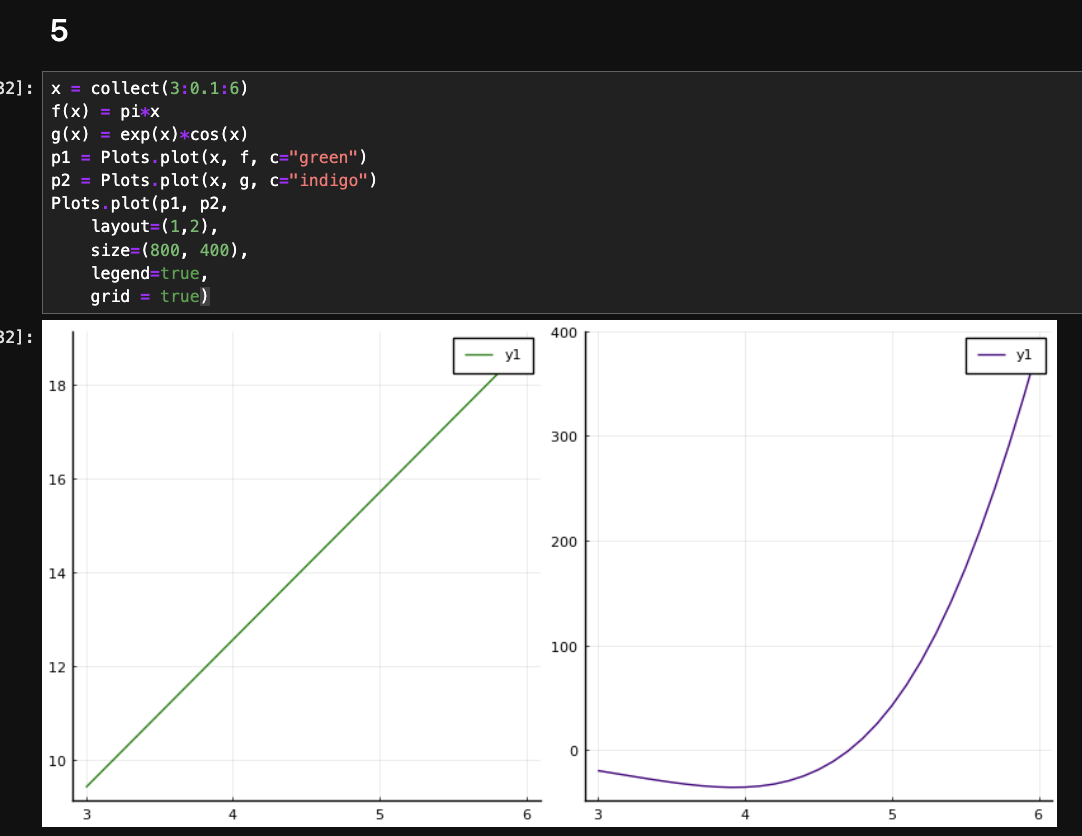 5
32]:
x = collect(3:0.1:6)
f(x) = pi*x
g(x) = exp(x)*cos(x)
p1 = Plots.plot(x, f, c="green")
p2 = Plots.plot(x, g, c="indigo")
Plots.plot(p1, p2,
    layout=(1,2),
    size=(800, 400),
    legend=true,
    grid = true)
32]:
y1
18
16
14
12
10
3 4 5 6
y1
400
300
200
100
0
3 4 5 6